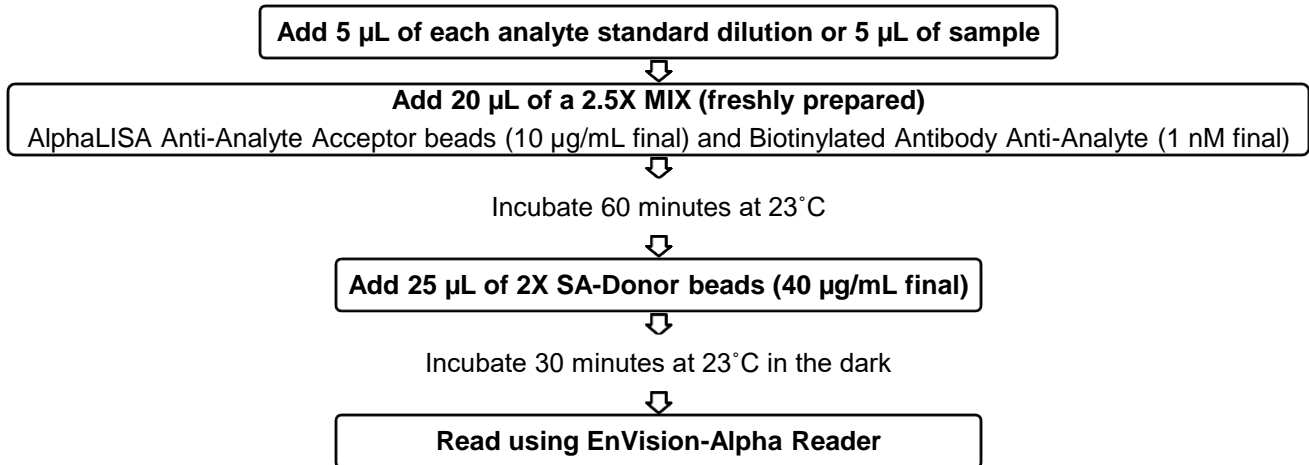 Add 5 µL of each analyte standard dilution or 5 µL of sample
Add 20 µL of a 2.5X MIX (freshly prepared)
AlphaLISA Anti-Analyte Acceptor beads (10 µg/mL final) and Biotinylated Antibody Anti-Analyte (1 nM final)
Incubate 60 minutes at 23˚C
Add 25 µL of 2X SA-Donor beads (40 µg/mL final)
Incubate 30 minutes at 23˚C in the dark
Read using EnVision-Alpha Reader